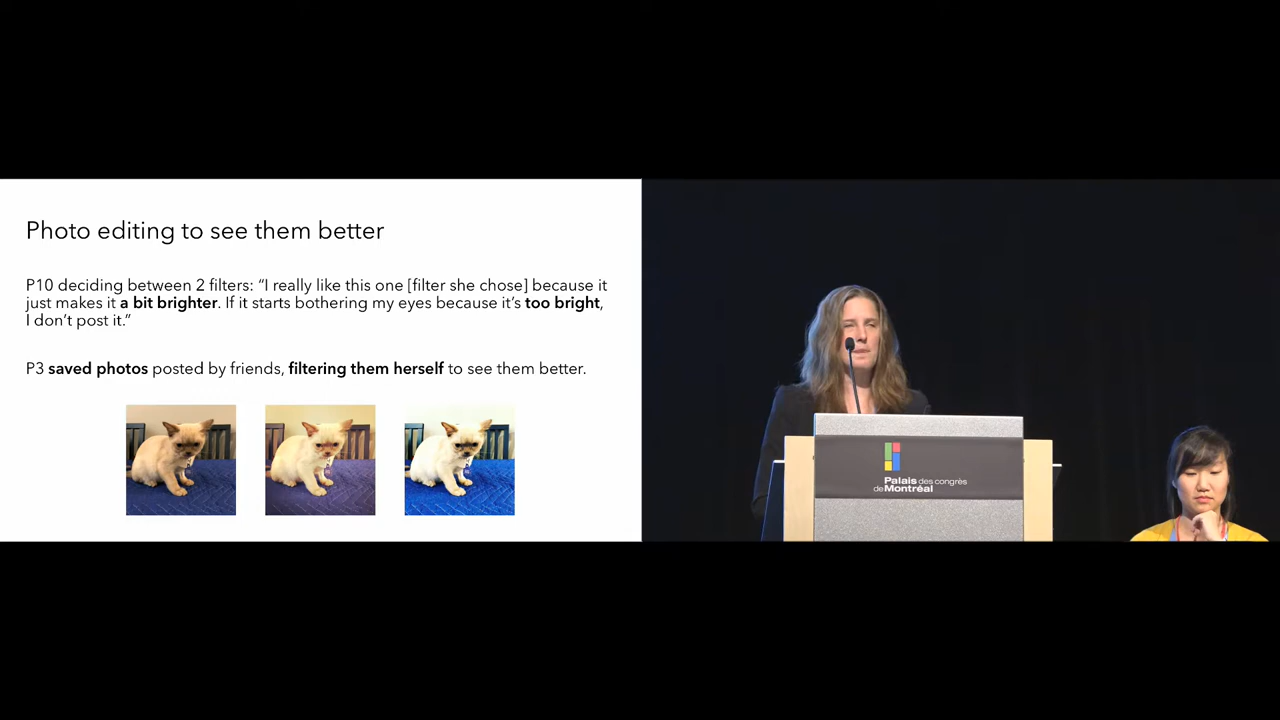 Photo editing to see them better
P10 deciding between 2 filters: “I really like this one [filter she chose] because it
just makes it a bit brighter. If it starts bothering my eyes because it’s too bright,
I don’t post it.”
P3 saved photos posted by friends, filtering them herself to see them better.
Palais des congrès
de Montréal